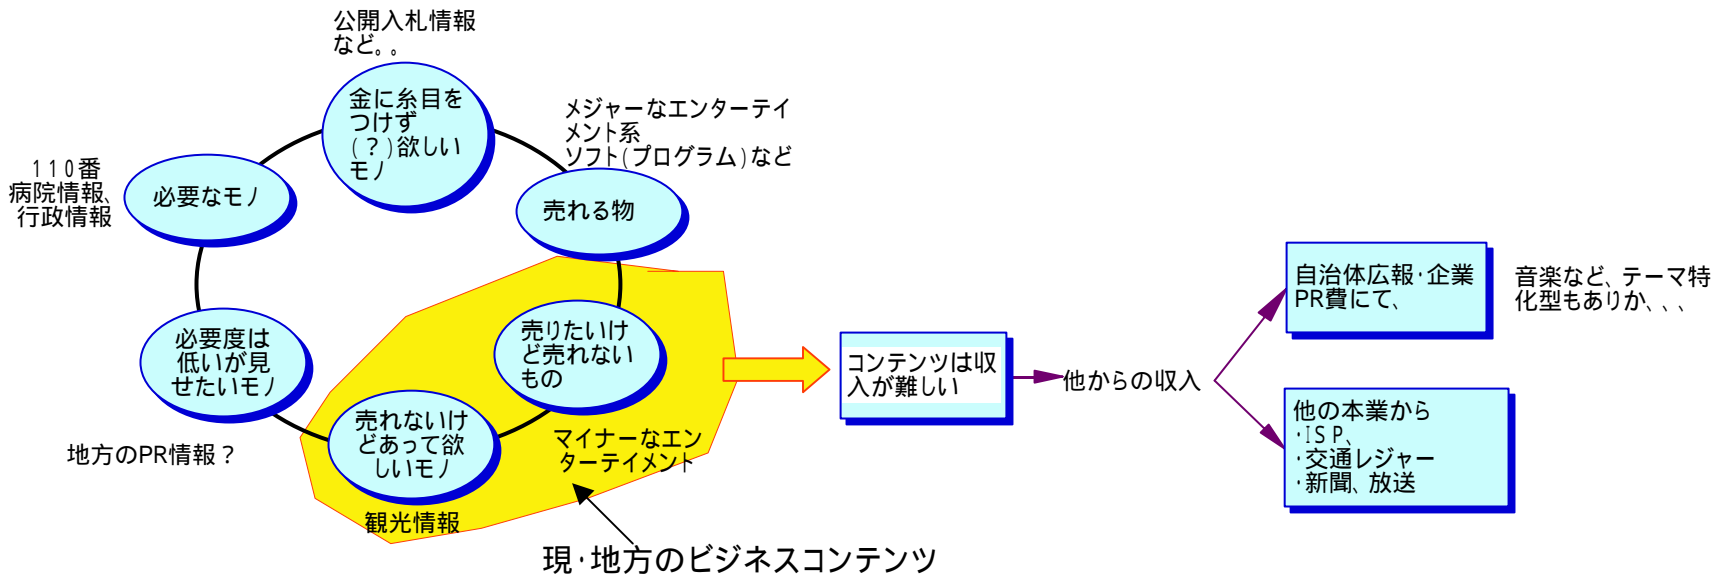 公開入札情報
など。。
金に糸目を
つけず
(?)欲しい
モノ
メジャーなエンターテイ
メント系
ソフト(プログラム)など
110番
病院情報、
行政情報
必要なモノ
売れる物
必要度は
低いが見
せたいモノ
売りたいけ
ど売れない
もの
売れないけ
どあって欲
しいモノ
地方のPR情報?
マイナーなエン
ターテイメント
観光情報
現・地方のビジネスコンテンツ
コンテンツは収
入が難しい
他からの収入
自治体広報・企業
PR費にて、
音楽など、テーマ特
化型もありか、、、
他の本業から
・ISP、
・交通レジャー
・新聞、放送